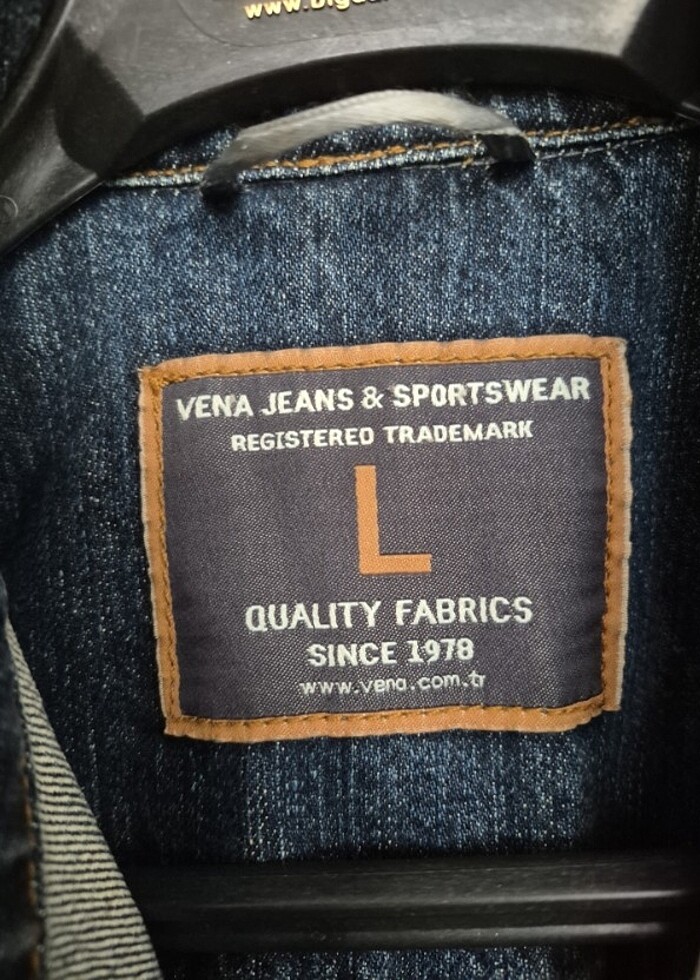 VENA JEANS & SPORTSWEAR
REGISTERED TRADEMARK
L
QUALITY FABRICS
SINCE 1978
www.vena.com.tr